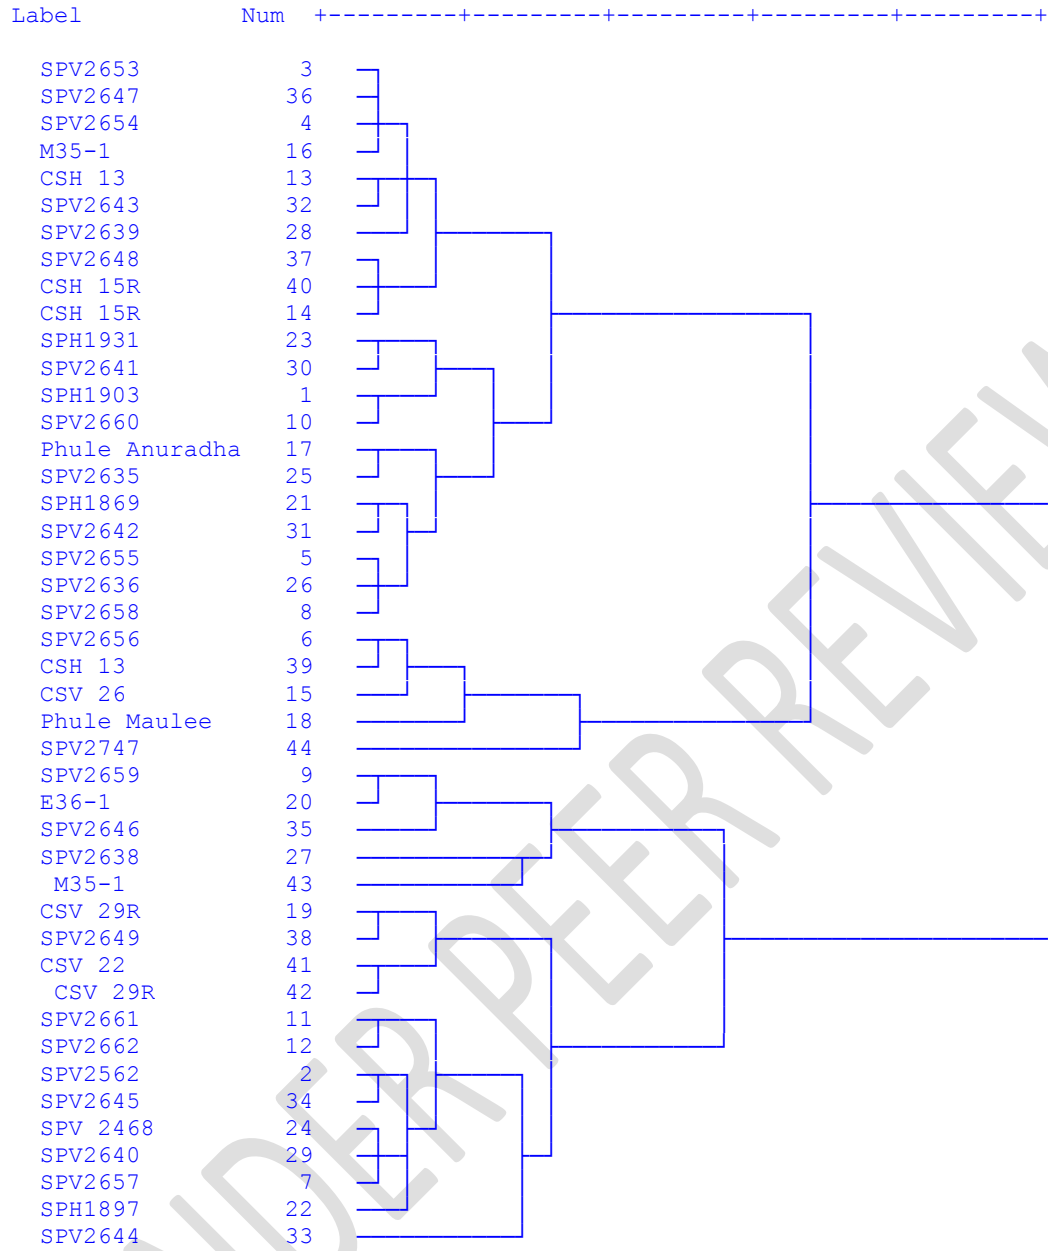 Label Num +---------+---------+---------+---------+---------+
SPV2653 3
SPV2647 36
SPV2654 4
M35-1 16
CSH 13 13
SPV2643 32
SPV2639 28
SPV2648 37
CSH 15R 40
CSH 15R 14
SPH1931 23
SPV2641 30
SPH1903 1
SPV2660 10
Phule Anuradha 17
SPV2635 25
SPH1869 21
SPV2642 31
SPV2655 5
SPV2636 26
SPV2658 8
SPV2656 6
CSH 13 39
CSV 26 15
Phule Maulee 18
SPV2747 44
SPV2659 9
E36-1 20
SPV2646 35
SPV2638 27
M35-1 43
CSV 29R 19
SPV2649 38
CSV 22 41
CSV 29R 42
SPV2661 11
SPV2662 12
SPV2562 2
SPV2645 34
SPV 2468 24
SPV2640 29
SPV2657 7
SPH1897 22
SPV2644 33
PEER REVIEW